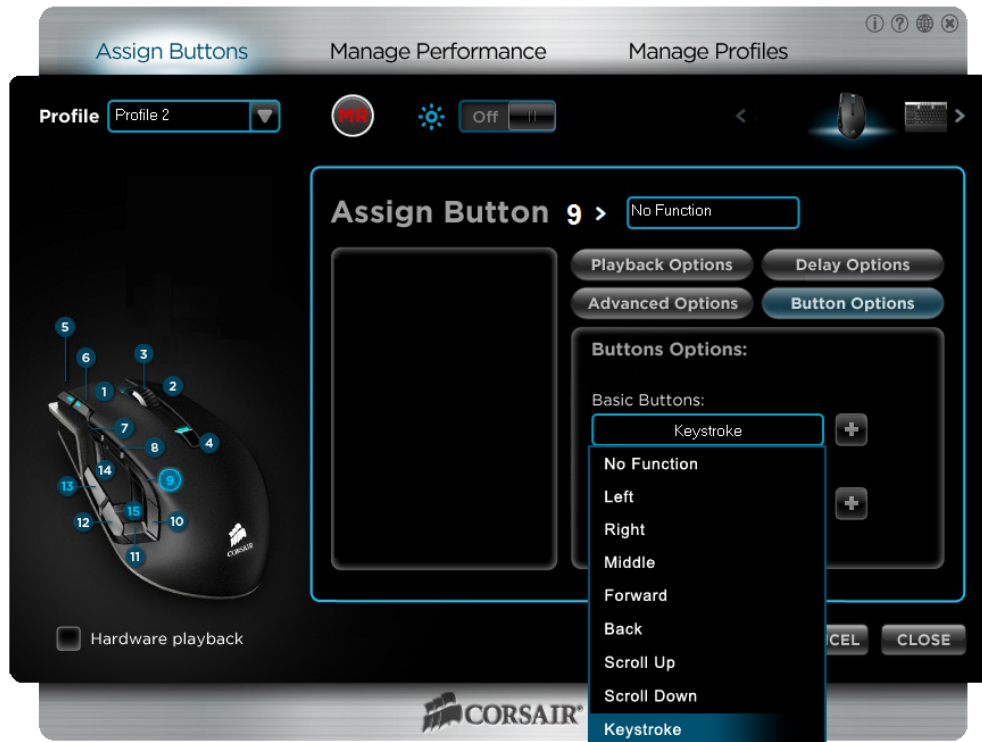 Assign Buttons Manage Performance Manage Profiles
Profile Profile 2 MR Off
Assign Button 9 > No Function
Playback Options Delay Options
Advanced Options Button Options
Buttons Options:
Basic Buttons:
Keystroke
No Function
Left
Right
Middle
Forward
Back
Scroll Up
Scroll Down
Keystroke
5
6
3
1
2
7
8
4
14
9
13
15
12
10
11
CORSAIR
Hardware playback
CEL CLOSE
CORSAIR